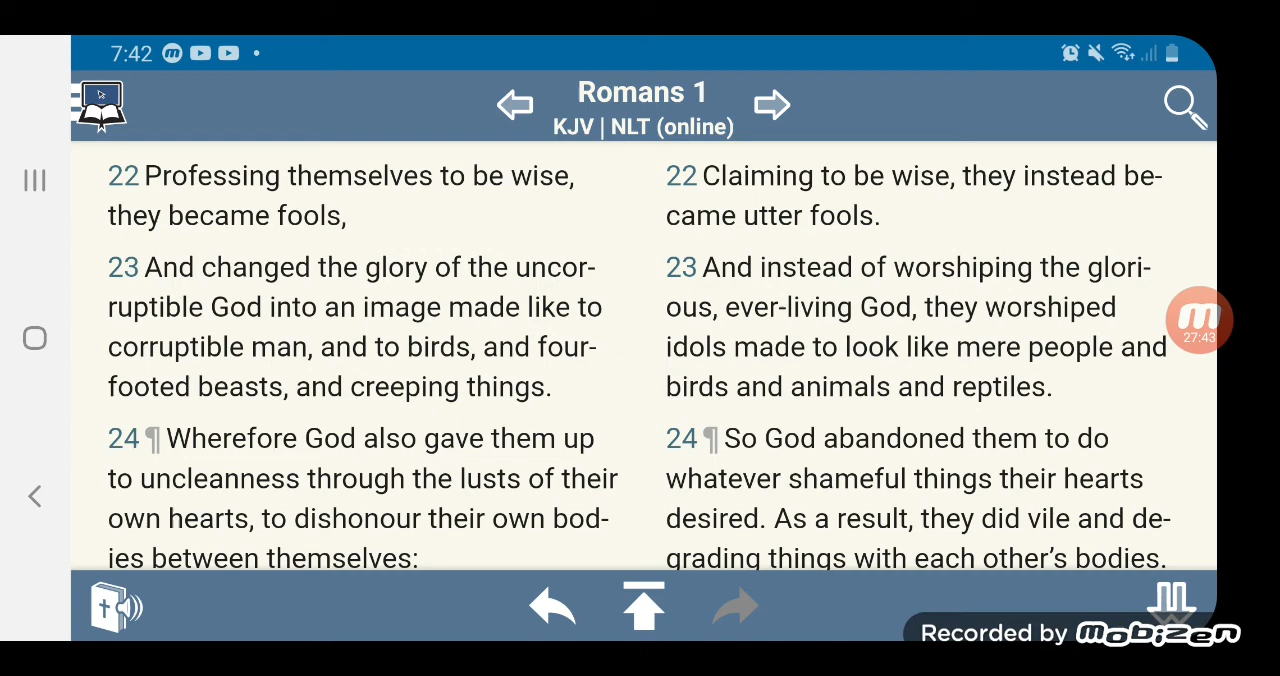 7:42
Romans 1
KJV | NLT (online)
22 Professing themselves to be wise,
they became fools,
23 And changed the glory of the uncor-
ruptible God into an image made like to
corruptible man, and to birds, and four-
footed beasts, and creeping things.
24 ¶ Wherefore God also gave them up
to uncleanness through the lusts of their
own hearts, to dishonour their own bod-
ies between themselves:
22 Claiming to be wise, they instead be-
came utter fools.
23 And instead of worshiping the glori-
ous, ever-living God, they worshiped
idols made to look like mere people and
birds and animals and reptiles.
24 ¶ So God abandoned them to do
whatever shameful things their hearts
desired. As a result, they did vile and de-
grading things with each other’s bodies.
27:43
Recorded by Mobizen